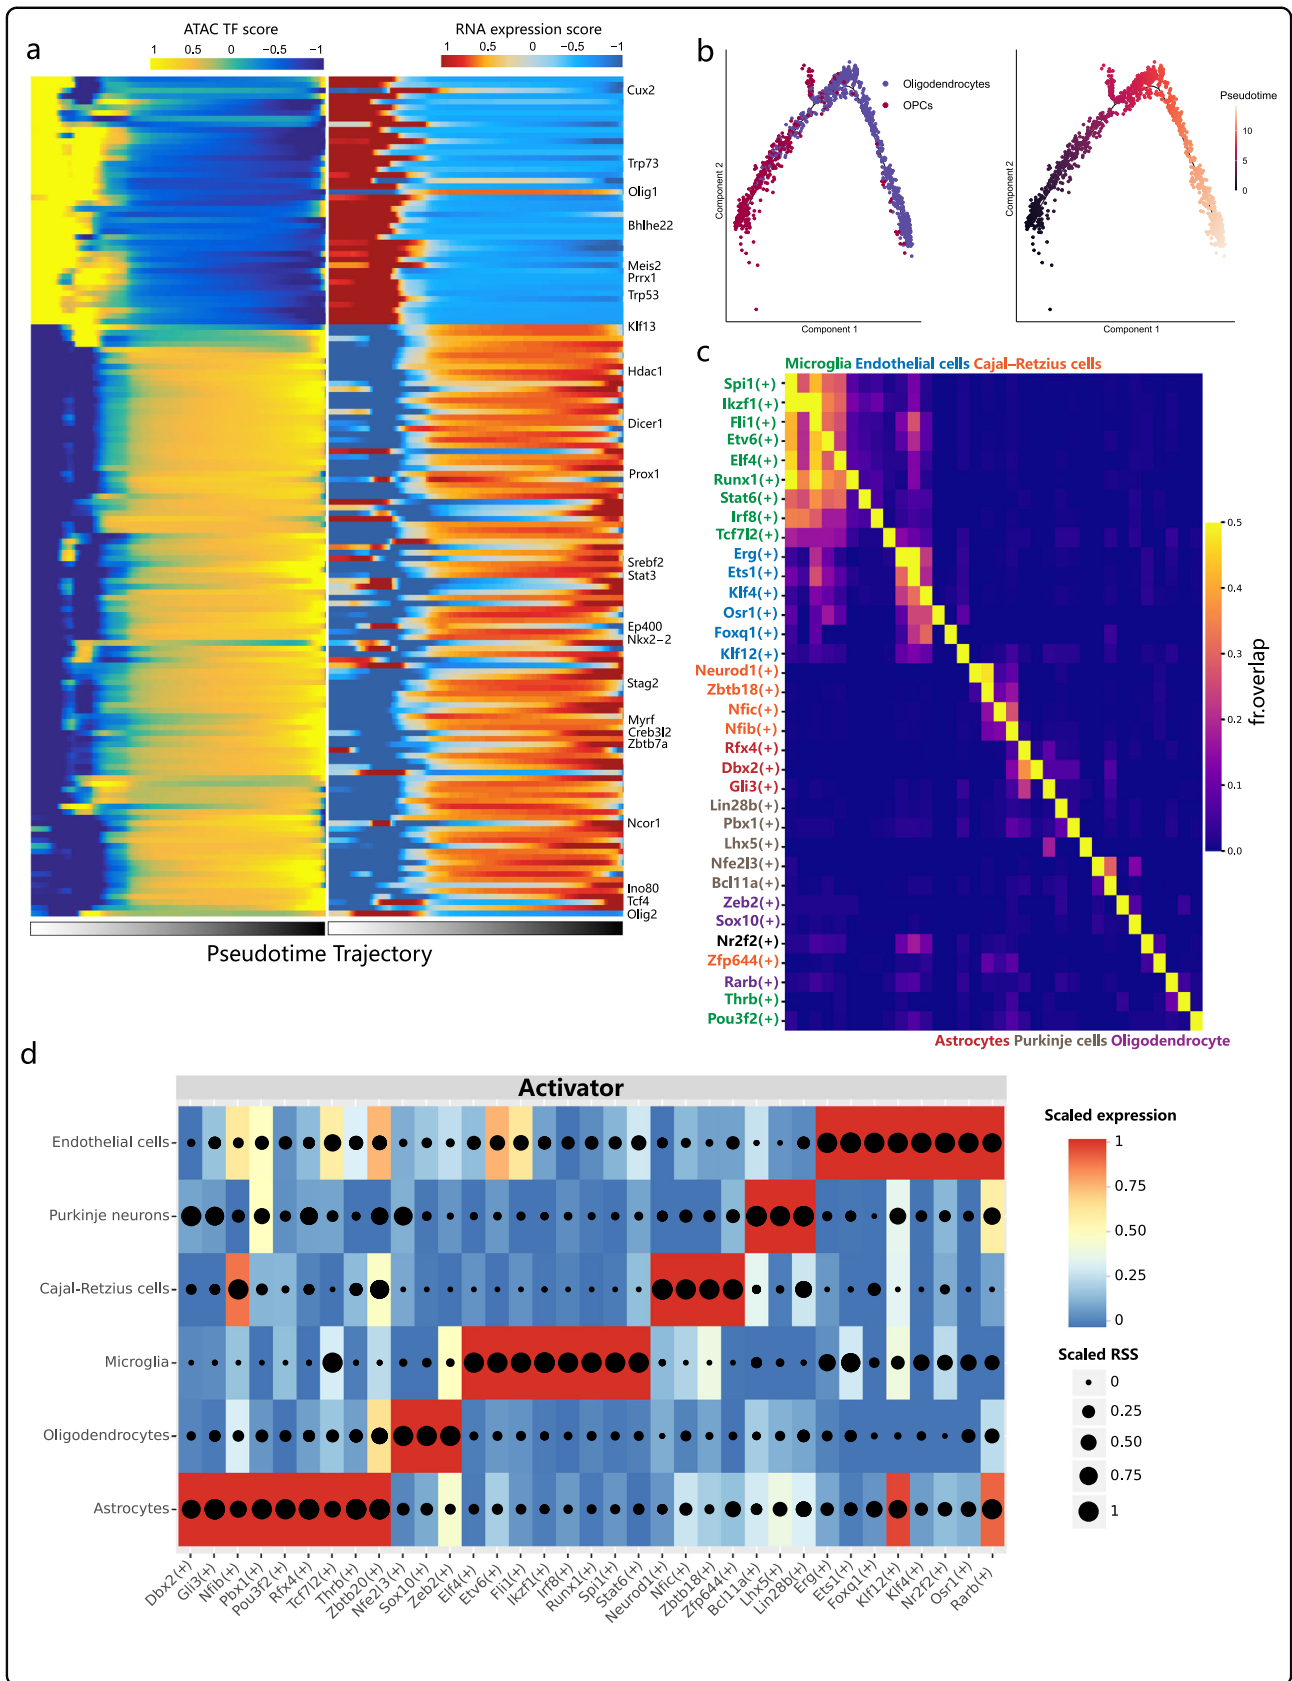 a
ATAC TF score
1 0.5 0 −0.5 −1
RNA expression score
1 0.5 0 −0.5 −1
Cux2
Trp73
Olig1
Bhlhe22
Meis2
Prrx1
Trp53
Klf13
Hdac1
Dicer1
Prox1
Srebf2
Stat3
Ep400
Nkx2−2
Stag2
Myrf
Creb3l2
Zbtb7a
Ncor1
Ino80
Tcf4
Olig2
Pseudotime Trajectory
b
Oligodendrocytes
OPCs
Component 2
Component 1
Pseudotime
10
5
0
Component 2
Component 1
c
Microglia Endothelial cells Cajal−Retzius cells
Spi1(+)
Ikzf1(+)
Fli1(+)
Etv6(+)
Elf4(+)
Runx1(+)
Stat6(+)
Irf8(+)
Tcf7l2(+)
Erg(+)
Ets1(+)
Klf4(+)
Osr1(+)
Foxq1(+)
Klf12(+)
Neurod1(+)
Zbtb18(+)
Nfic(+)
Nfib(+)
Rfx4(+)
Dbx2(+)
Gli3(+)
Lin28b(+)
Pbx1(+)
Lhx5(+)
Nfe2l3(+)
Bcl11a(+)
Zeb2(+)
Sox10(+)
Nr2f2(+)
Zfp644(+)
Rarb(+)
Thrb(+)
Pou3f2(+)
0.5
0.4
0.3
0.2
0.1
0.0
fr.overlap
Astrocytes Purkinje cells Oligodendrocyte
d
Activator
Endothelial cells
Purkinje neurons
Cajal-Retzius cells
Microglia
Oligodendrocytes
Astrocytes
Dbx2(+)
Gli3(+)
Nfib(+)
Pbx1(+)
Pou3f2(+)
Rfx4(+)
Tcf7l2(+)
Thrb(+)
Zbtb20(+)
Nfe2l3(+)
Sox10(+)
Zeb2(+)
Elf4(+)
Etv6(+)
Fli1(+)
Ikzf1(+)
Irf8(+)
Runx1(+)
Spi1(+)
Stat6(+)
Neurod1(+)
Nfic(+)
Zbtb18(+)
Zfp644(+)
Bcl11a(+)
Lhx5(+)
Lin28b(+)
Erg(+)
Ets1(+)
Foxq1(+)
Klf12(+)
Klf4(+)
Nr2f2(+)
Osr1(+)
Rarb(+)
Scaled expression
1
0.75
0.50
0.25
0
Scaled RSS
0
0.25
0.50
0.75
1